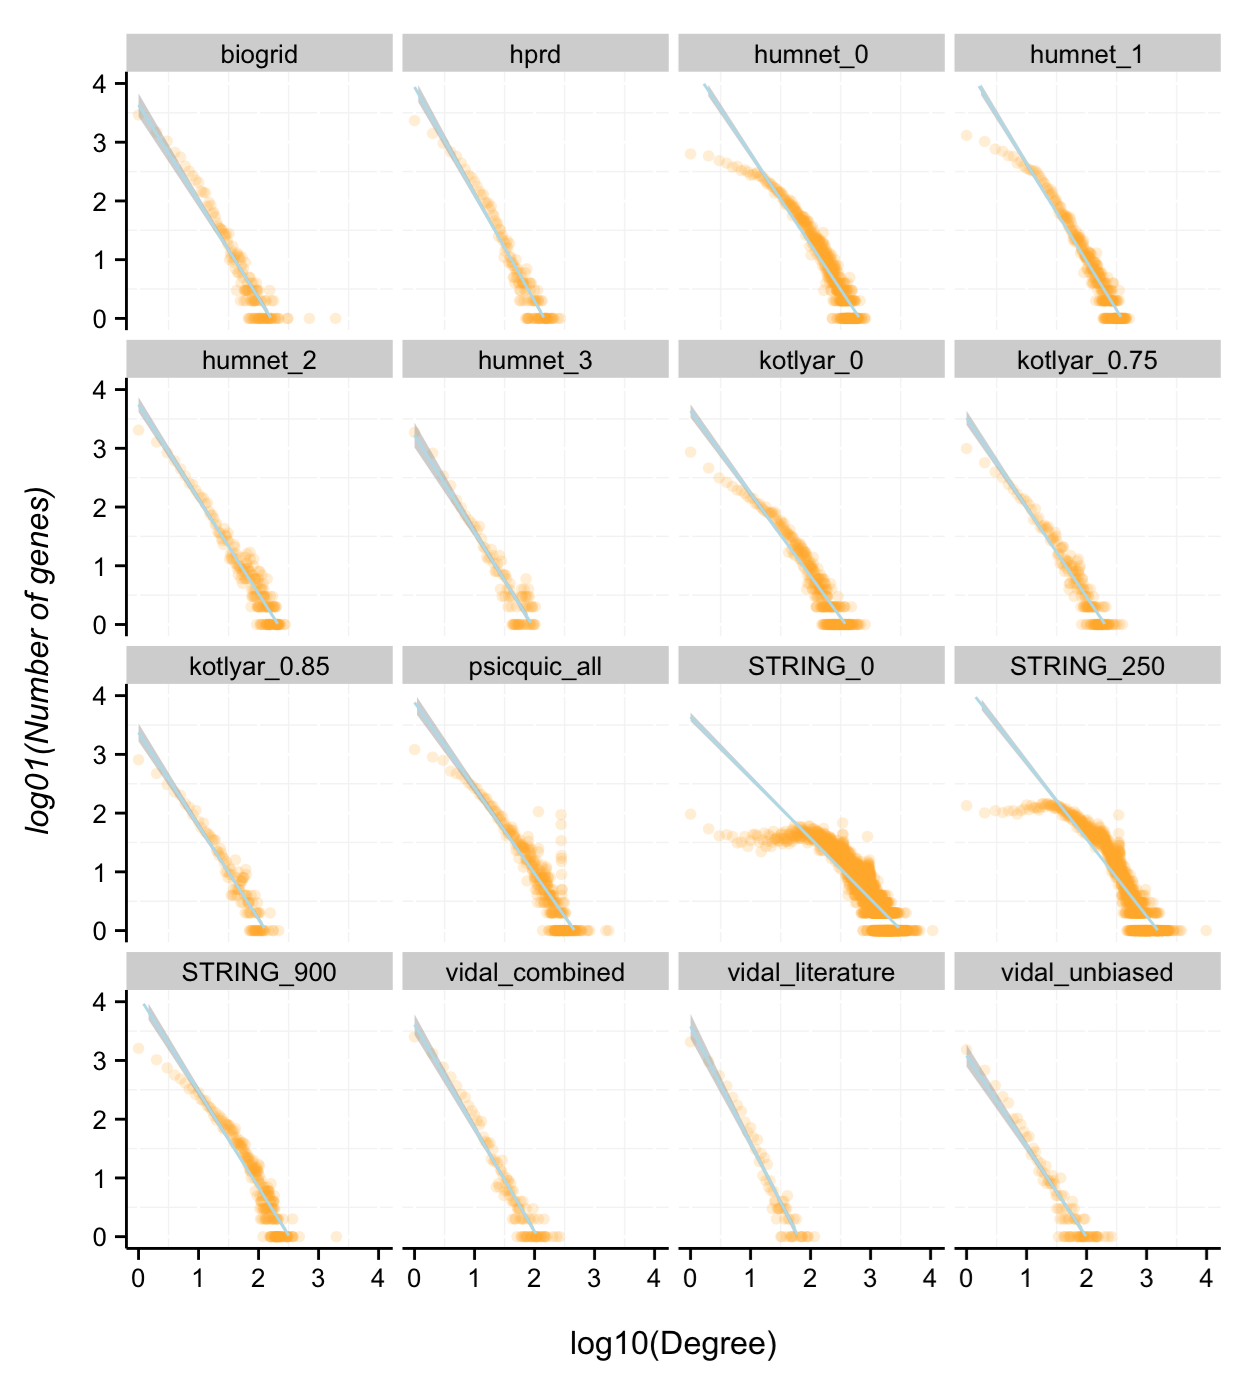 biogrid hprd humnet_0 humnet_1
4
3
2
1
0
humnet_2 humnet_3 kotlyar_0 kotlyar_0.75
4
3
2
1
0
kotlyar_0.85 psicquic_all STRING_0 STRING_250
4
3
2
1
0
STRING_900 vidal_combined vidal_literature vidal_unbiased
4
3
2
1
0
0 1 2 3 4 0 1 2 3 4 0 1 2 3 4 0 1 2 3 4
log10(Degree)
log01(Number of genes)